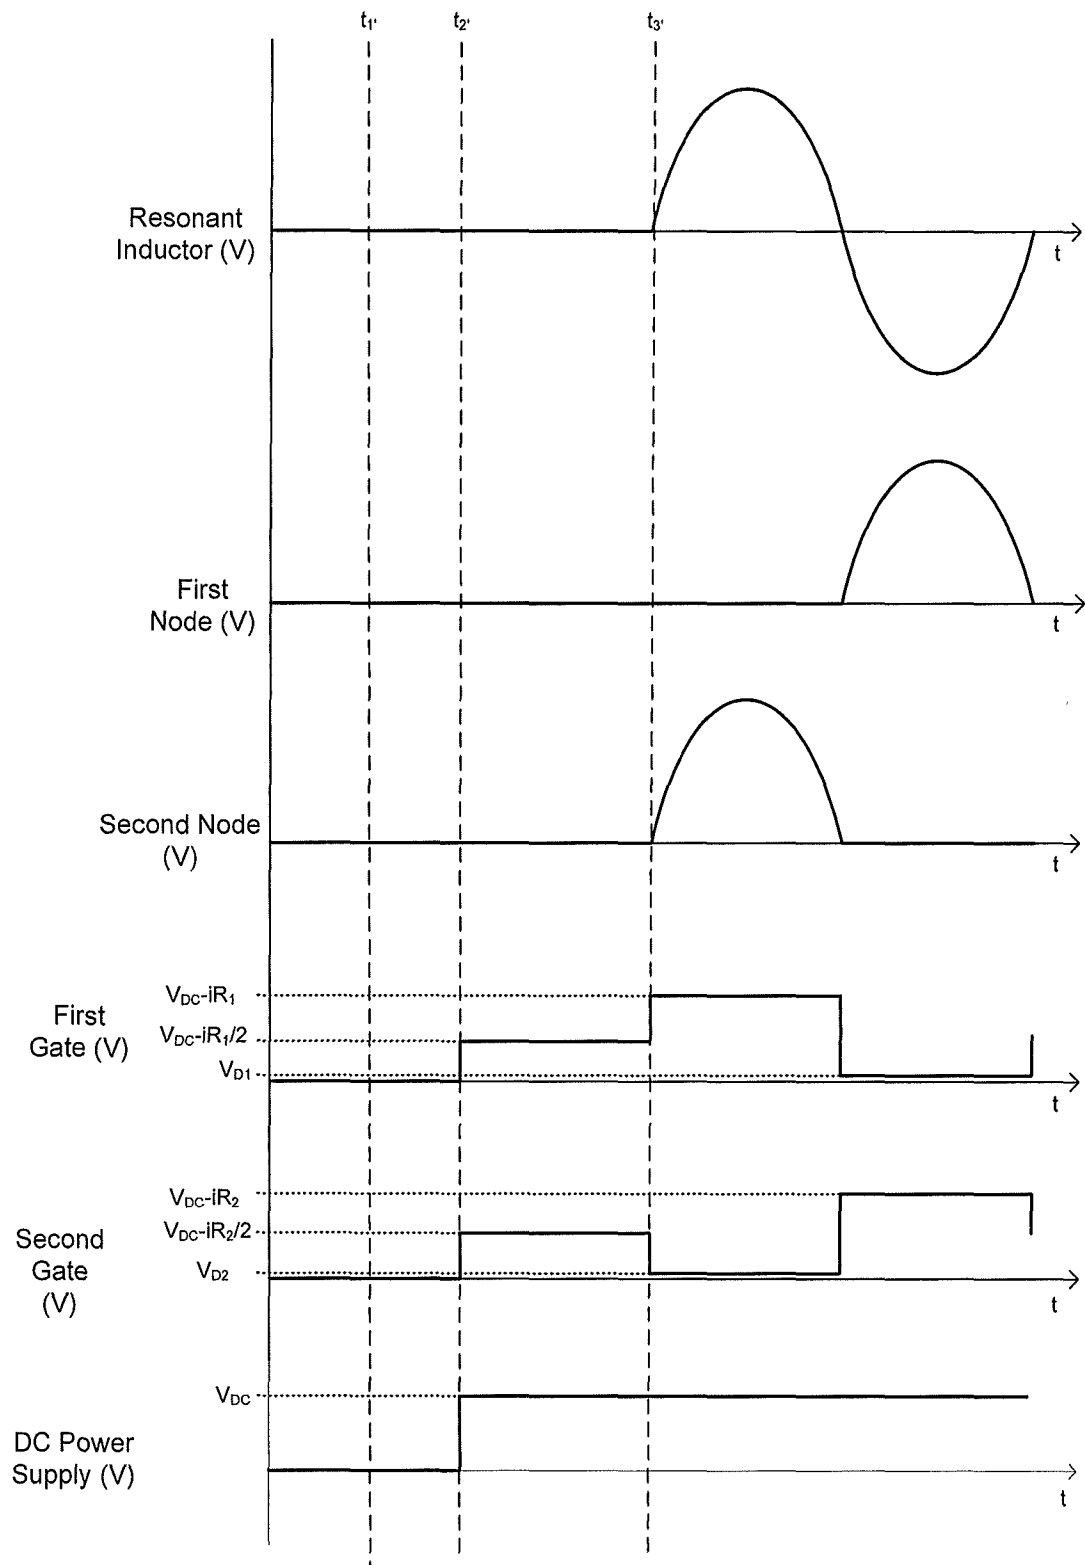 t1' t2' t3'
Resonant
Inductor (V)
t
First
Node (V)
t
Second Node
(V)
t
VDC-iR1
First
Gate (V)
VDC-iR1/2
VD1
t
VDC-iR2
VDC-iR2/2
Second
Gate
(V)
VD2
t
VDC
DC Power
Supply (V)
t